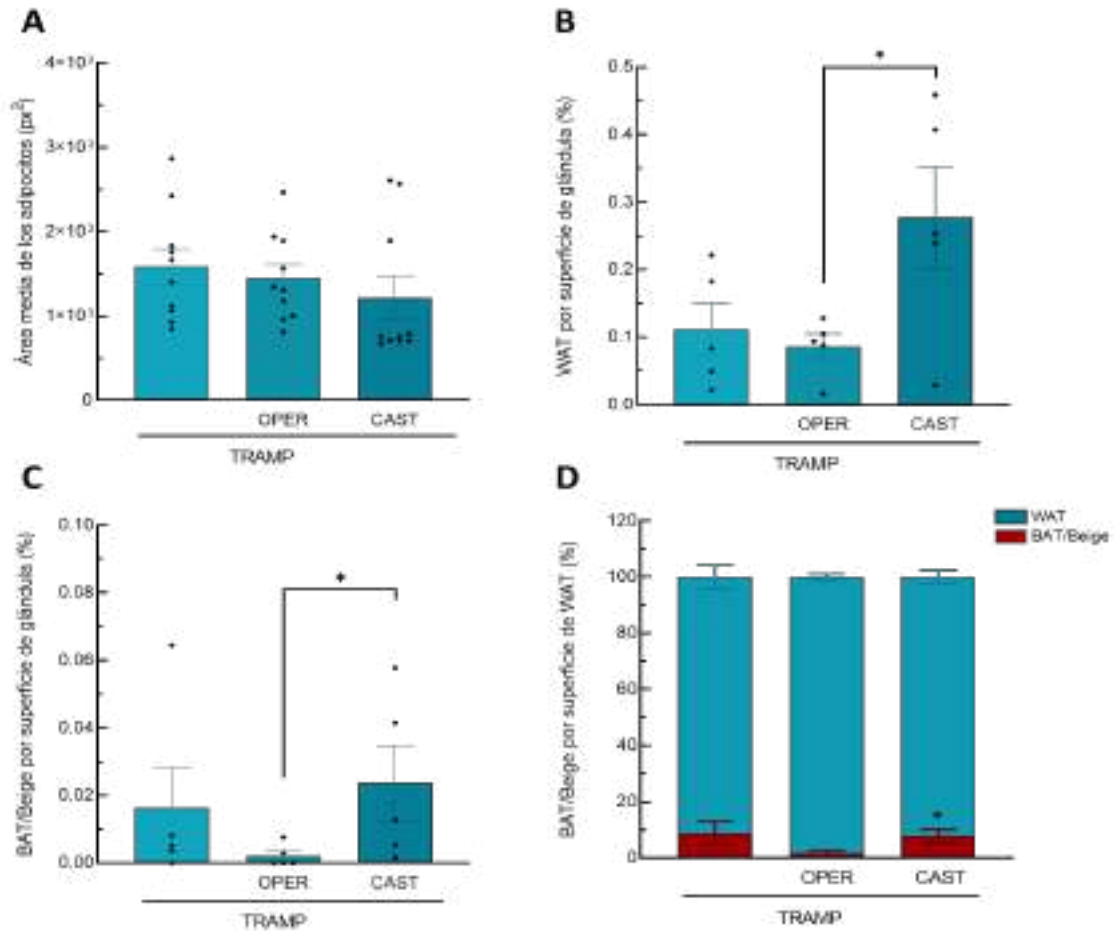 A
Área media de los adipocitos (px²)
4×10³
3×10³
2×10³
1×10³
0
OPER
CAST
TRAMP
B
WAT por superficie de glándula (%)
0.5
0.4
0.3
0.2
0.1
0.0
*
OPER
CAST
TRAMP
C
BAT/Beige por superficie de glándula (%)
0.10
0.08
0.06
0.04
0.02
0.00
*
OPER
CAST
TRAMP
D
BAT/Beige por superficie de WAT (%)
120
100
80
60
40
20
0
*
OPER
CAST
TRAMP
WAT
BAT/Beige